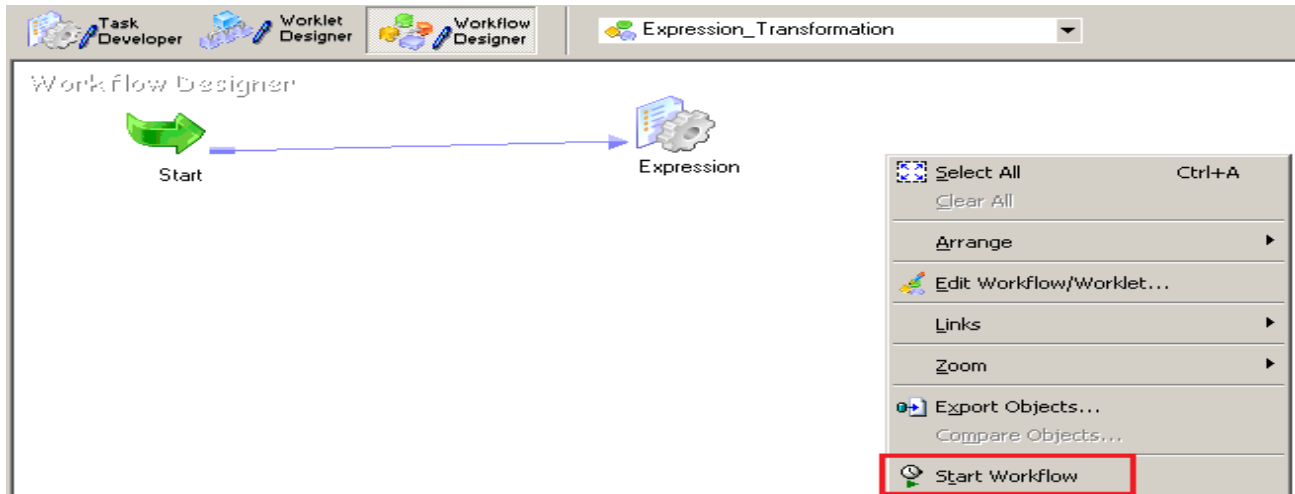 Task
Developer
Worklet
Designer
Workflow
Designer
Expression_Transformation
Workflow Designer
Start
Expression
Select All Ctrl+A
Clear All
Arrange
Edit Workflow/Worklet...
Links
Zoom
Export Objects...
Compare Objects...
Start Workflow